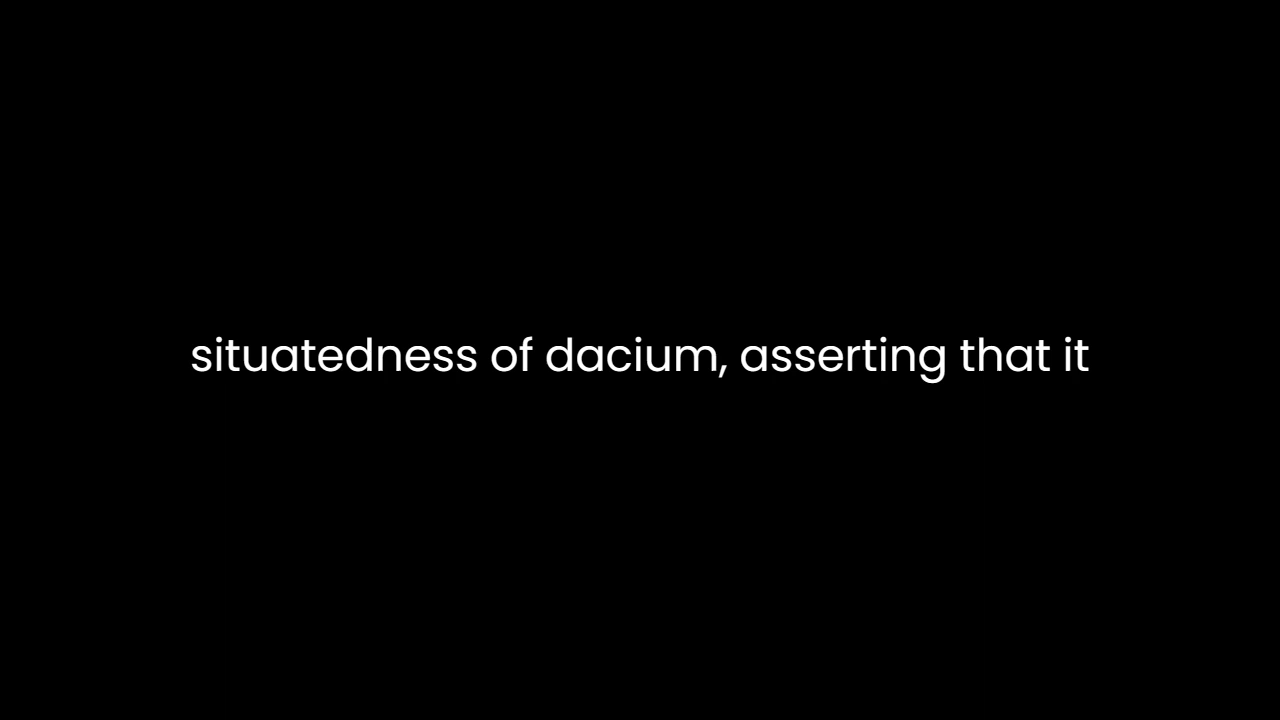 situatedness of dacium, asserting that it